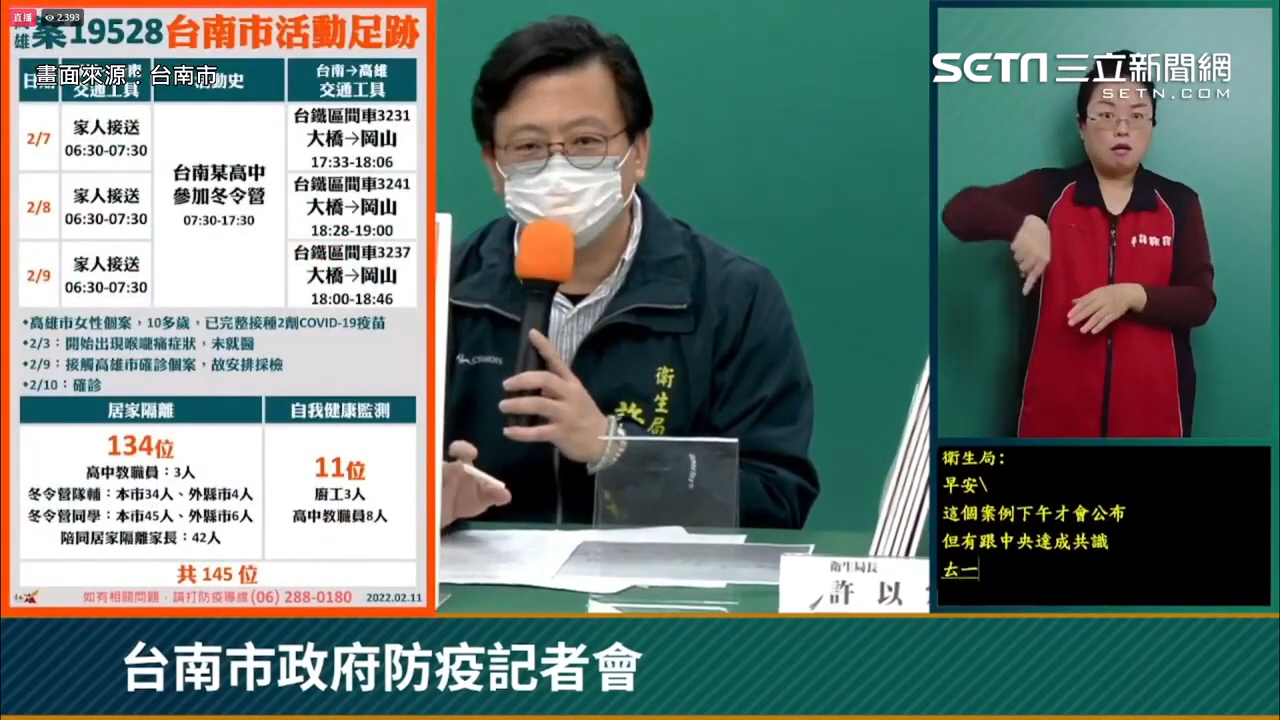 直播 2,393
雄 案19528台南市活動足跡
畫面來源：台南市
日期 交通工具 活動史 台南→高雄
交通工具
2/7 家人接送
06:30-07:30
台鐵區間車3231
大橋→岡山
17:33-18:06
台南某高中
參加冬令營
07:30-17:30
2/8 家人接送
06:30-07:30
台鐵區間車3241
大橋→岡山
18:28-19:00
2/9 家人接送
06:30-07:30
台鐵區間車3237
大橋→岡山
18:00-18:46
•高雄市女性個案，10多歲，已完整接種2劑COVID-19疫苗
•2/3：開始出現喉嚨痛症狀，未就醫
•2/9：接觸高雄市確診個案，故安排採檢
•2/10：確診
居家隔離 自我健康監測
134位
高中教職員：3人
冬令營隊輔：本市34人、外縣市4人
冬令營同學：本市45人、外縣市6人
陪同居家隔離家長：42人
11位
廚工3人
高中教職員8人
共 145 位
如有相關問題，請打防疫專線(06) 288-0180 2022.02.11
衛生局
許
衛生局長
許以
SETN三立新聞網
SETN.COM
衛生局:
早安\
這個案例下午才會公布
但有跟中央達成共識
ㄊ一
台南市政府防疫記者會